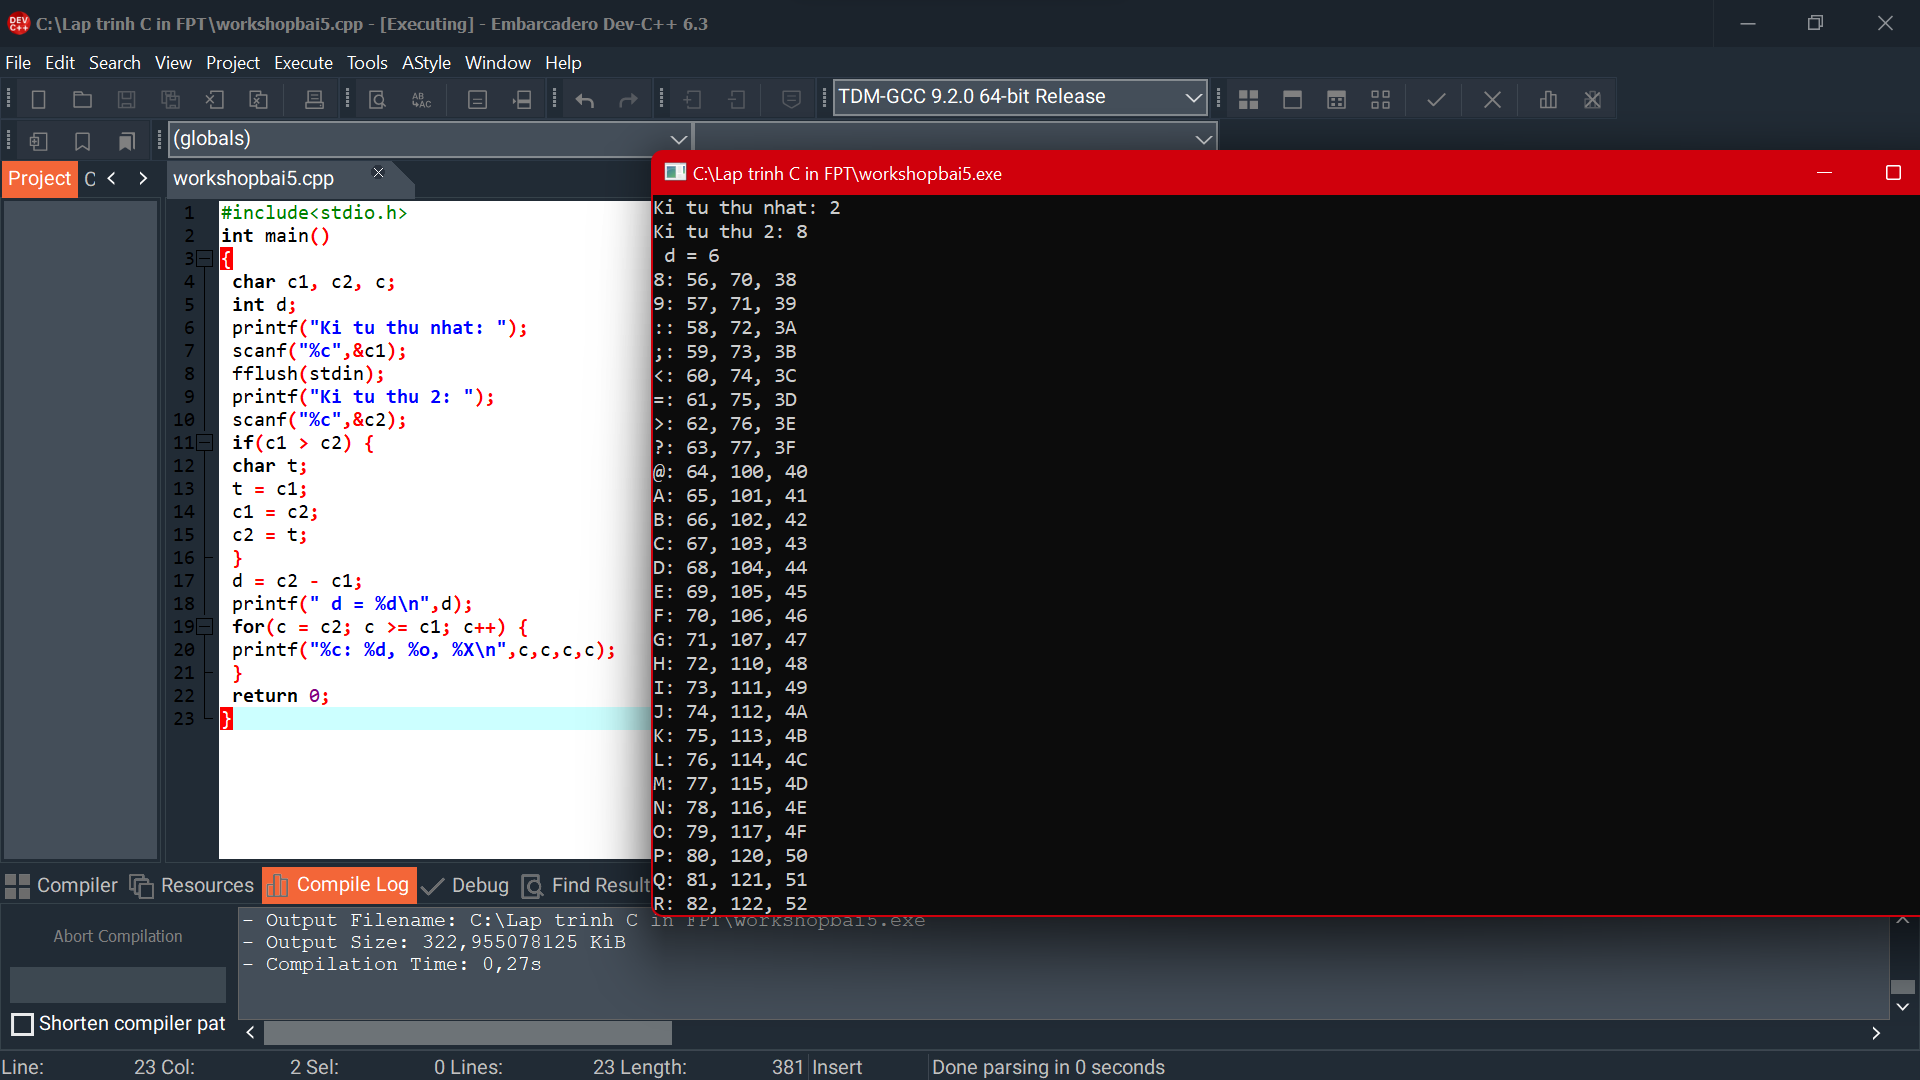 C:\Lap trinh C in FPT\workshopbai5.cpp - [Executing] - Embarcadero Dev-C++ 6.3
File Edit Search View Project Execute Tools AStyle Window Help
TDM-GCC 9.2.0 64-bit Release
(globals)
Project C
workshopbai5.cpp
1 #include<stdio.h>
2 int main()
3 {
4 char c1, c2, c;
5 int d;
6 printf("Ki tu thu nhat: ");
7 scanf("%c",&c1);
8 fflush(stdin);
9 printf("Ki tu thu 2: ");
10 scanf("%c",&c2);
11 if(c1 > c2) {
12 char t;
13 t = c1;
14 c1 = c2;
15 c2 = t;
16 }
17 d = c2 - c1;
18 printf(" d = %d\n",d);
19 for(c = c2; c >= c1; c++) {
20 printf("%c: %d, %o, %X\n",c,c,c,c);
21 }
22 return 0;
23 }
C:\Lap trinh C in FPT\workshopbai5.exe
Ki tu thu nhat: 2
Ki tu thu 2: 8
d = 6
8: 56, 70, 38
9: 57, 71, 39
:: 58, 72, 3A
;: 59, 73, 3B
<: 60, 74, 3C
=: 61, 75, 3D
>: 62, 76, 3E
?: 63, 77, 3F
@: 64, 100, 40
A: 65, 101, 41
B: 66, 102, 42
C: 67, 103, 43
D: 68, 104, 44
E: 69, 105, 45
F: 70, 106, 46
G: 71, 107, 47
H: 72, 110, 48
I: 73, 111, 49
J: 74, 112, 4A
K: 75, 113, 4B
L: 76, 114, 4C
M: 77, 115, 4D
N: 78, 116, 4E
O: 79, 117, 4F
P: 80, 120, 50
Q: 81, 121, 51
R: 82, 122, 52
Compiler Resources Compile Log Debug Find Result
Abort Compilation
Shorten compiler pat
- Output Filename: C:\Lap trinh C in FPT\workshopbai5.exe
- Output Size: 322,955078125 KiB
- Compilation Time: 0,27s
Line: 23 Col: 2 Sel: 0 Lines: 23 Length: 381 Insert Done parsing in 0 seconds